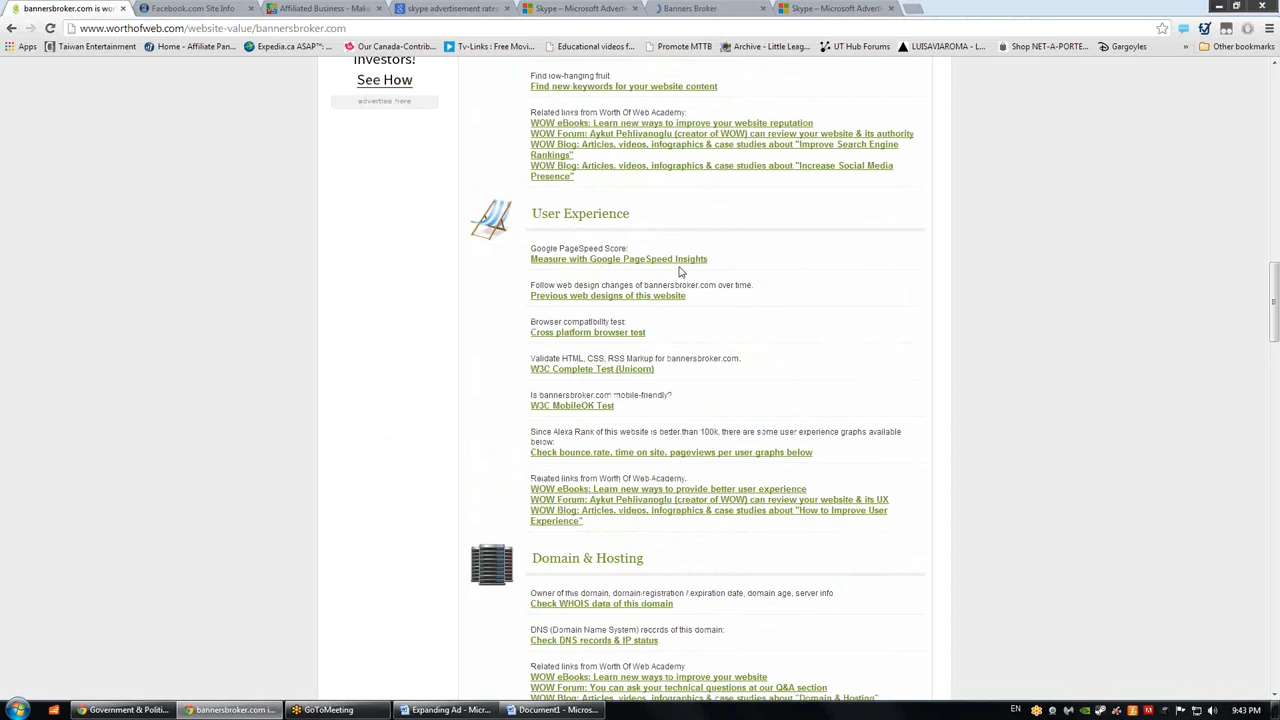 bannersbroker.com is wor
Facebook.com Site Info
Affiliated Business - Make
skype advertisement rates
Skype – Microsoft Adverti
Banners Broker
Skype – Microsoft Adverti
www.worthofweb.com/website-value/bannersbroker.com
Apps
Taiwan Entertainment
Home - Affiliate Pan...
Expedia.ca ASAP™:...
Our Canada-Contrib...
Tv-Links: Free Movi...
Educational videos f...
Promote MTTB
Archive - Little Leag...
UT Hub Forums
LUISAVIAROMA - L...
Shop NET-A-PORTE...
Gargoyles
»
Other bookmarks
investors!
See How
advertise here
Find low-hanging fruit
Find new keywords for your website content
Related links from Worth Of Web Academy:
WOW eBooks: Learn new ways to improve your website reputation
WOW Forum: Aykut Pehlivanoglu (creator of WOW) can review your website & its authority
WOW Blog: Articles, videos, infographics & case studies about "Improve Search Engine
Rankings"
WOW Blog: Articles, videos, infographics & case studies about "Increase Social Media
Presence"
User Experience
Google PageSpeed Score:
Measure with Google PageSpeed Insights
Follow web design changes of bannersbroker.com over time.
Previous web designs of this website
Browser compatibility test:
Cross platform browser test
Validate HTML, CSS, RSS Markup for bannersbroker.com.
W3C Complete Test (Unicorn)
Is bannersbroker.com mobile-friendly?
W3C MobileOK Test
Since Alexa Rank of this website is better than 100k, there are some user experience graphs available
below:
Check bounce rate, time on site, pageviews per user graphs below
Related links from Worth Of Web Academy.
WOW eBooks: Learn new ways to provide better user experience
WOW Forum: Aykut Pehlivanoglu (creator of WOW) can review your website & its UX
WOW Blog: Articles, videos, infographics & case studies about "How to Improve User
Experience"
Domain & Hosting
Owner of this domain, domain registration / expiration date, domain age, server info
Check WHOIS data of this domain
DNS (Domain Name System) records of this domain:
Check DNS records & IP status
Related links from Worth Of Web Academy
WOW eBooks: Learn new ways to improve your website
WOW Forum: You can ask your technical questions at our Q&A section
WOW Blog: Articles, videos, infographics & case studies about "Domain & Hosting"
Government & Politi...
bannersbroker.com i...
GoToMeeting
Expanding Ad - Micr...
Document1 - Micros...
EN
9:43 PM